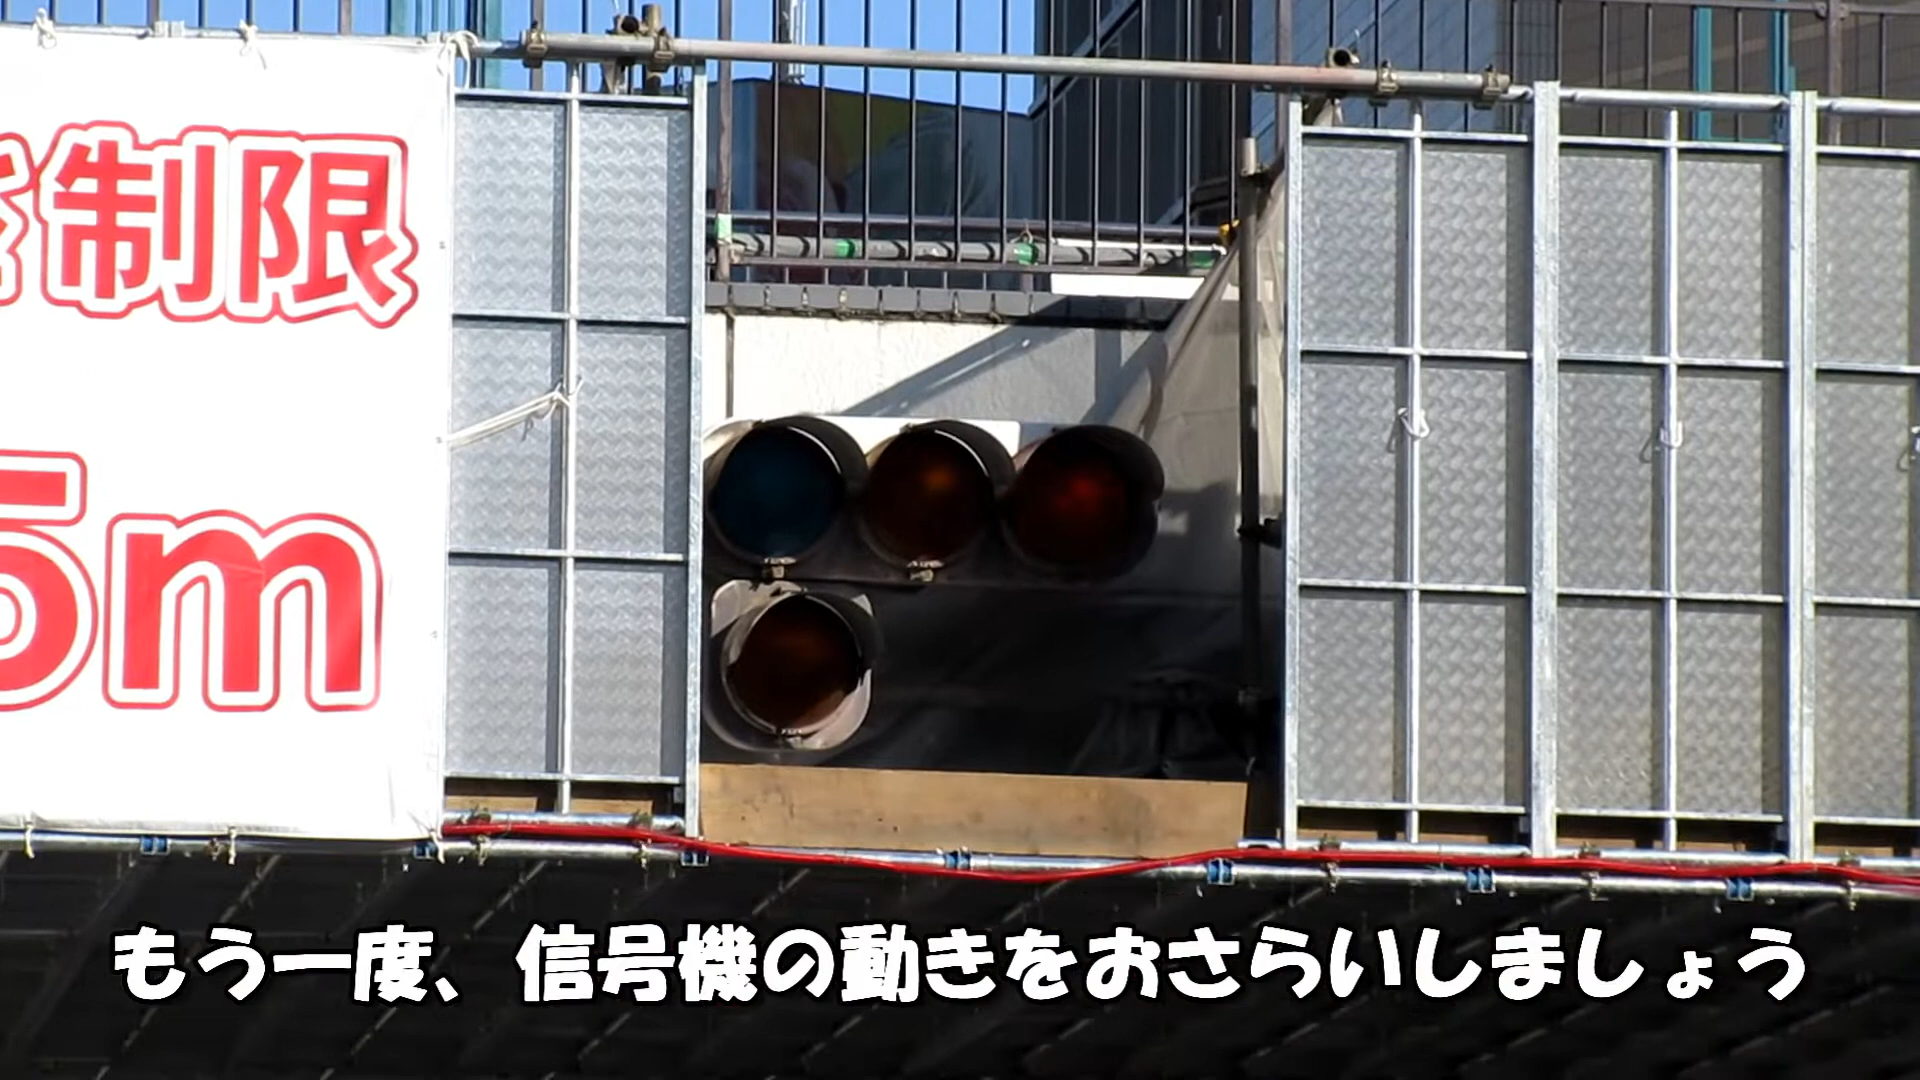 制限
5m
もう一度、信号機の動きをおさらいしましょう